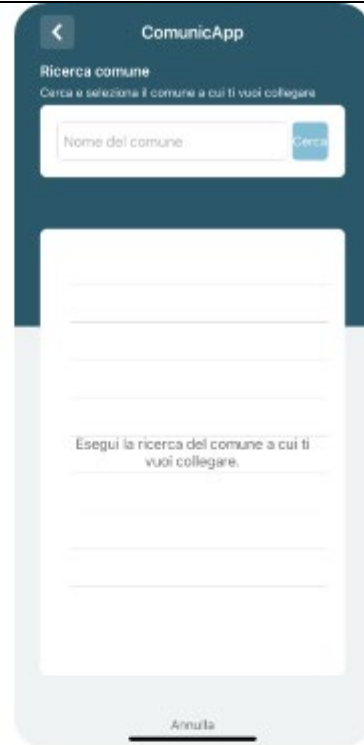 ComunicApp
Ricerca comune
Cerca e seleziona il comune a cui ti vuoi collegare
Nome del comune
Cerca
Esegui la ricerca del comune a cui ti
vuoi collegare.
Annulla